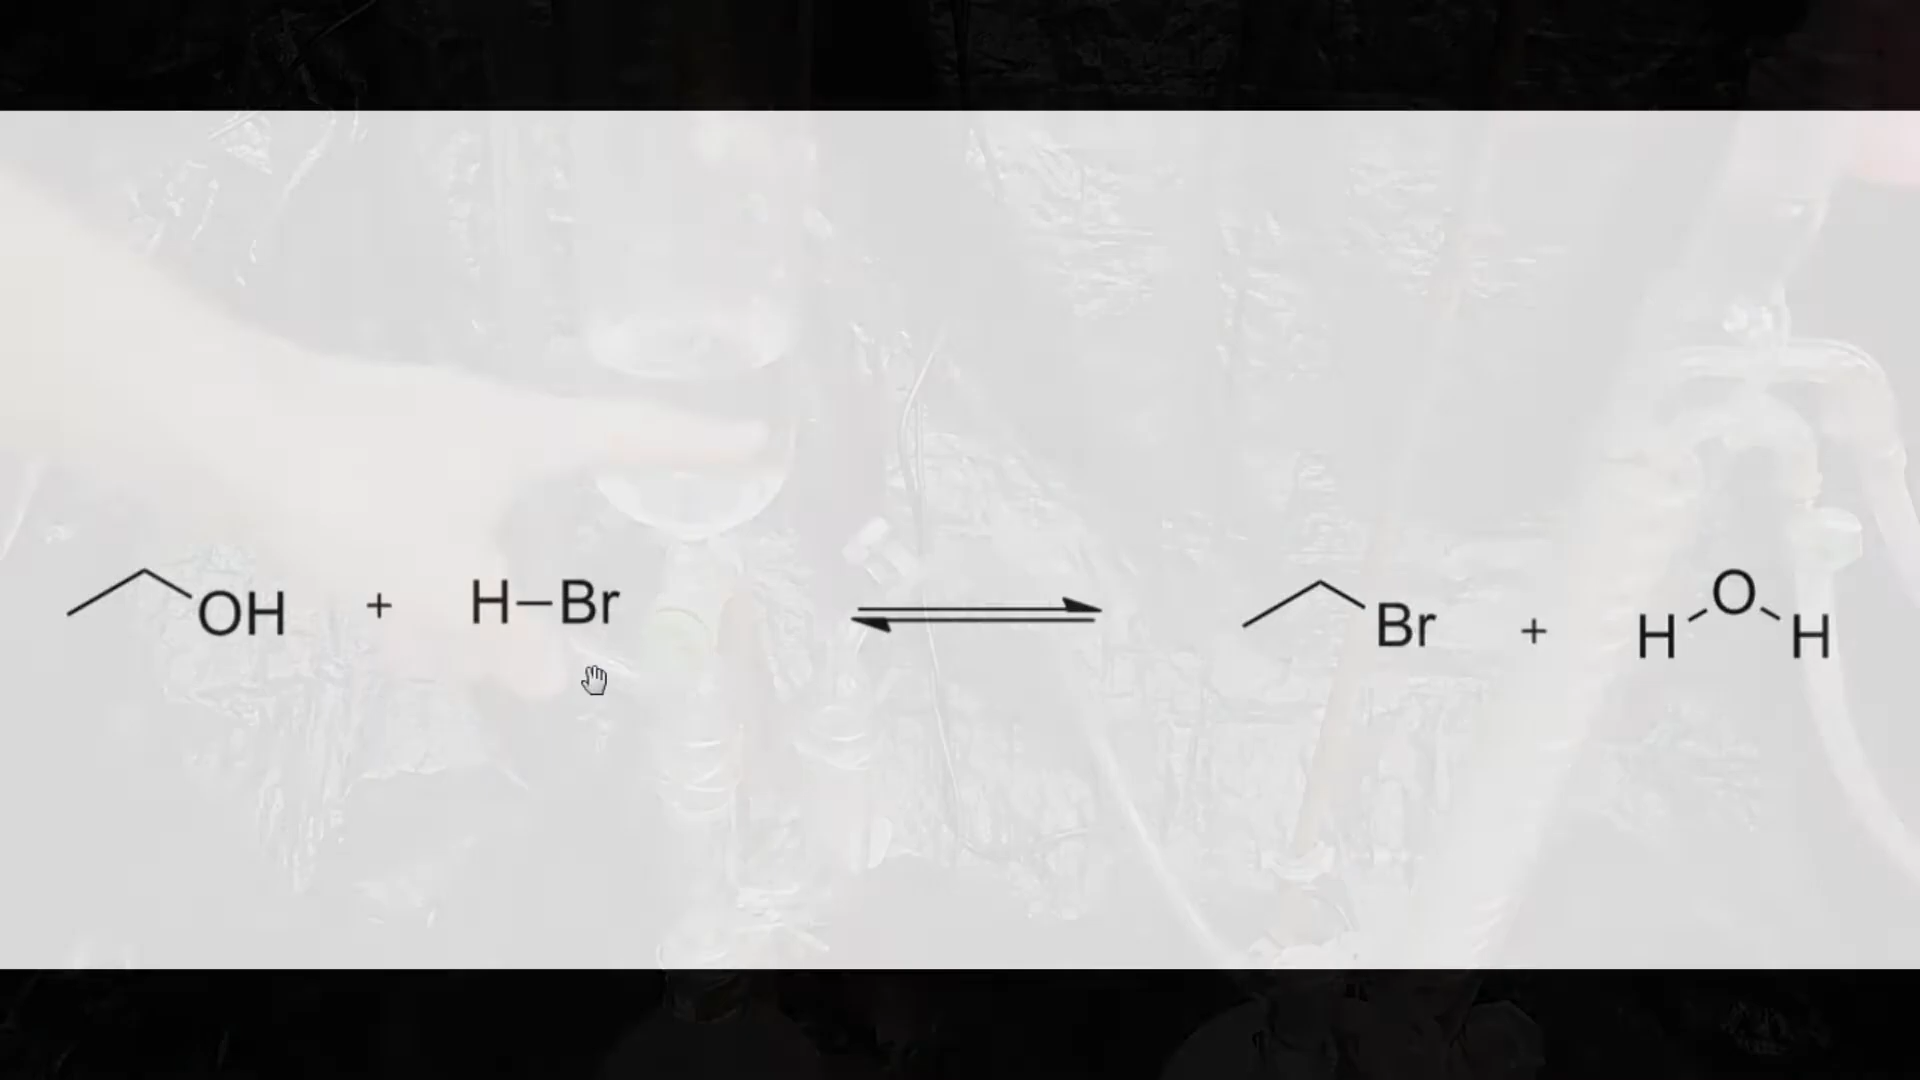 OH + H–Br ⇌ Br + H O H